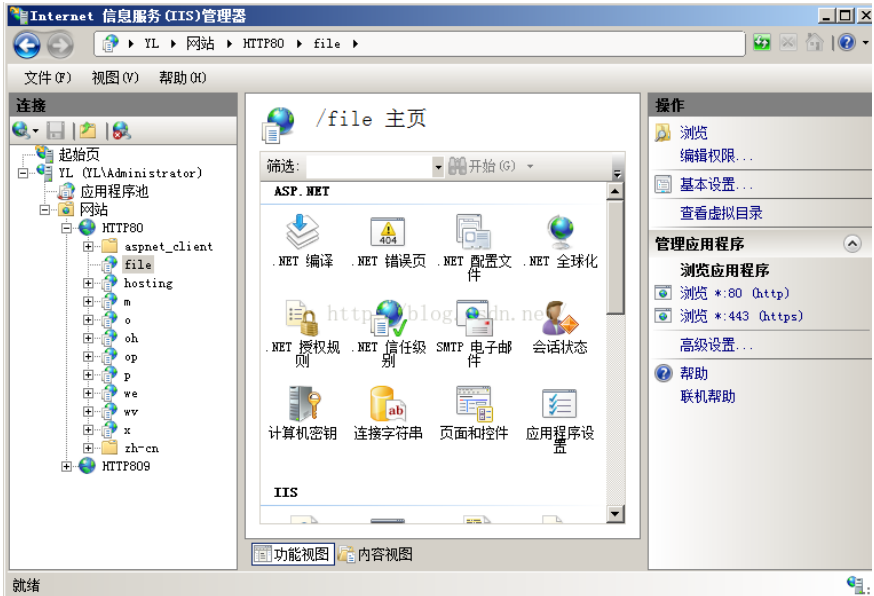 Internet 信息服务(IIS)管理器
YL ▸ 网站 ▸ HTTP80 ▸ file ▸
文件(F) 视图(V) 帮助(H)
连接
起始页
YL (YL\Administrator)
应用程序池
网站
HTTP80
aspnet_client
file
hosting
m
o
oh
op
p
we
wv
x
zh-cn
HTTP809
/file 主页
筛选: 开始(G)
ASP.NET
.NET 编译
404
.NET 错误页
.NET 配置文件
.NET 全球化
.NET 授权规则
.NET 信任级别
SMTP 电子邮件
会话状态
计算机密钥
ab
连接字符串
页面和控件
应用程序设置
IIS
功能视图 内容视图
操作
浏览
编辑权限...
基本设置...
查看虚拟目录
管理应用程序
浏览应用程序
浏览 *:80 (http)
浏览 *:443 (https)
高级设置...
帮助
联机帮助
就绪